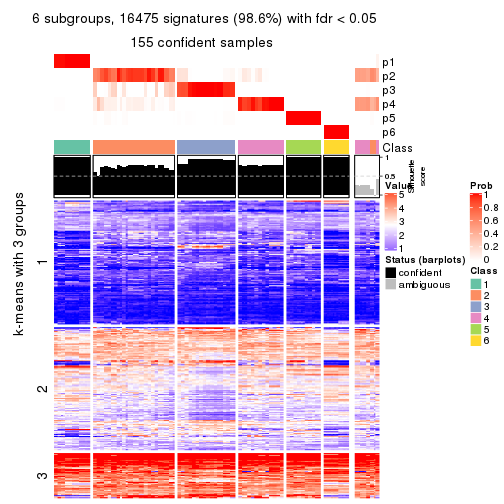 6 subgroups, 16475 signatures (98.6%) with fdr < 0.05
155 confident samples
p1
p2
p3
p4
p5
p6
Class
1
0.5
0
Silhouette
score
k-means with 3 groups
1
2
3
Value
5
4
3
2
1
Status (barplots)
confident
ambiguous
Prob
1
0.8
0.6
0.4
0.2
0
Class
1
2
3
4
5
6